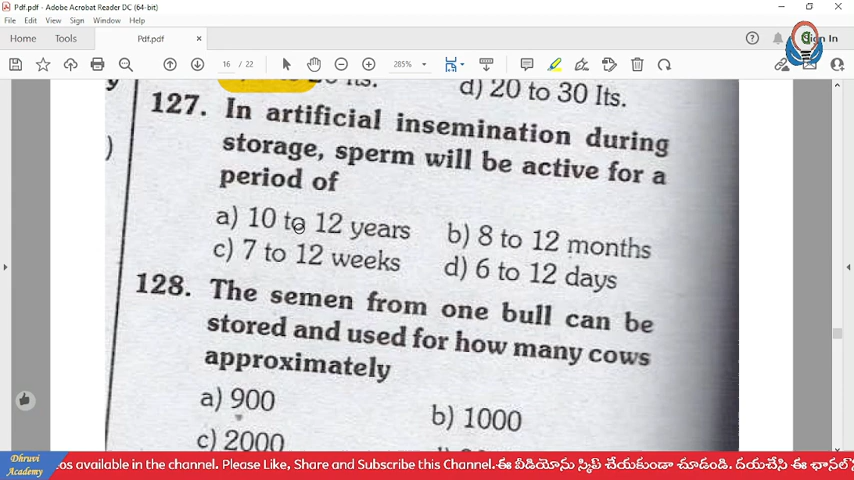 Pdf.pdf - Adobe Acrobat Reader DC (64-bit)
File Edit View Sign Window Help
Home Tools Pdf.pdf Sign In
16 / 22 285%
d) 20 to 30 Its.
127. In artificial insemination during
storage, sperm will be active for a
period of
a) 10 to 12 years b) 8 to 12 months
c) 7 to 12 weeks d) 6 to 12 days
128. The semen from one bull can be
stored and used for how many cows
approximately
a) 900 b) 1000
c) 2000
Dhruvi
Academy
os available in the channel. Please Like, Share and Subscribe this Channel.ఈ వీడియోను స్కిప్ చేయకుండా చూడండి. దయచేసి ఈ ఛానల్